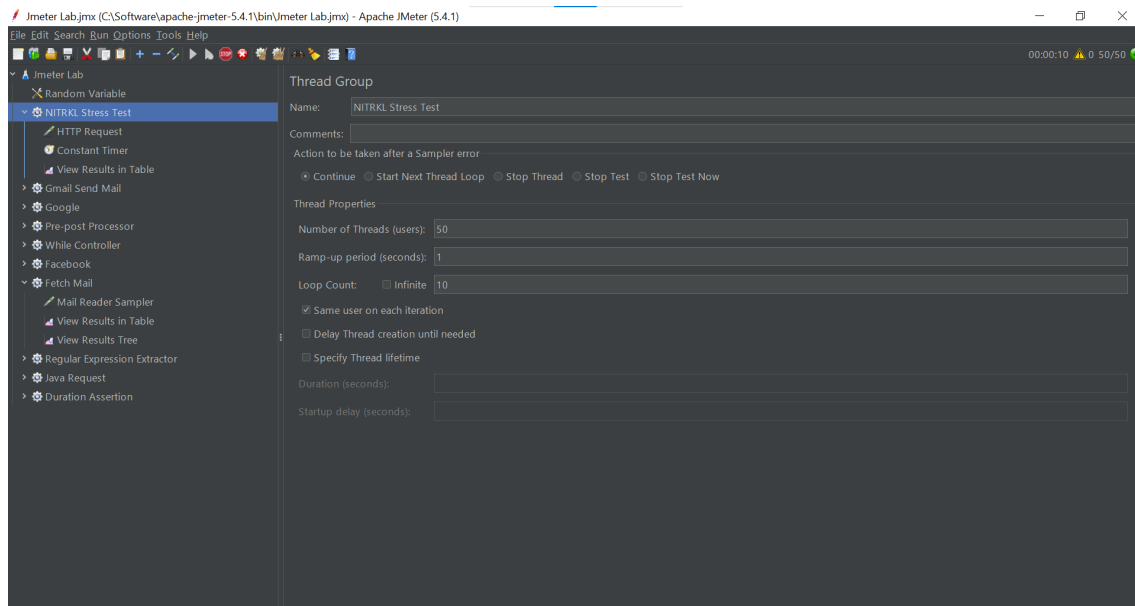 Jmeter Lab.jmx (C:\Software\apache-jmeter-5.4.1\bin\Jmeter Lab.jmx) - Apache JMeter (5.4.1)
File Edit Search Run Options Tools Help
STOP
00:00:10 0 50/50
Jmeter Lab
Random Variable
NITRKL Stress Test
HTTP Request
Constant Timer
View Results in Table
Gmail Send Mail
Google
Pre-post Processor
While Controller
Facebook
Fetch Mail
Mail Reader Sampler
View Results in Table
View Results Tree
Regular Expression Extractor
Java Request
Duration Assertion
Thread Group
Name: NITRKL Stress Test
Comments:
Action to be taken after a Sampler error
Continue Start Next Thread Loop Stop Thread Stop Test Stop Test Now
Thread Properties
Number of Threads (users): 50
Ramp-up period (seconds): 1
Loop Count: Infinite 10
Same user on each iteration
Delay Thread creation until needed
Specify Thread lifetime
Duration (seconds):
Startup delay (seconds):